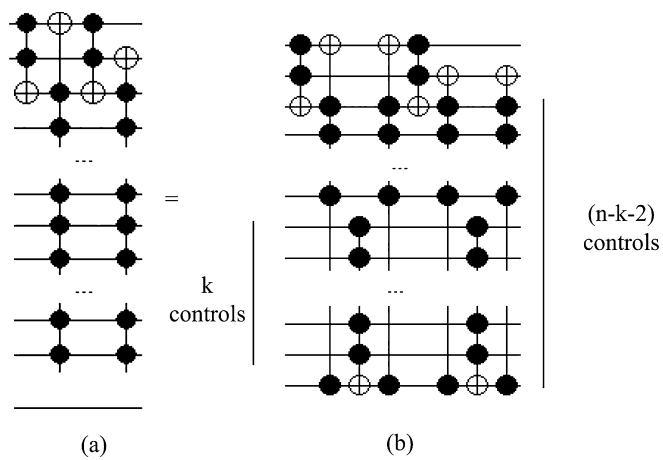 ...
=
...
...
k
controls
...
(n-k-2)
controls
(a)
(b)